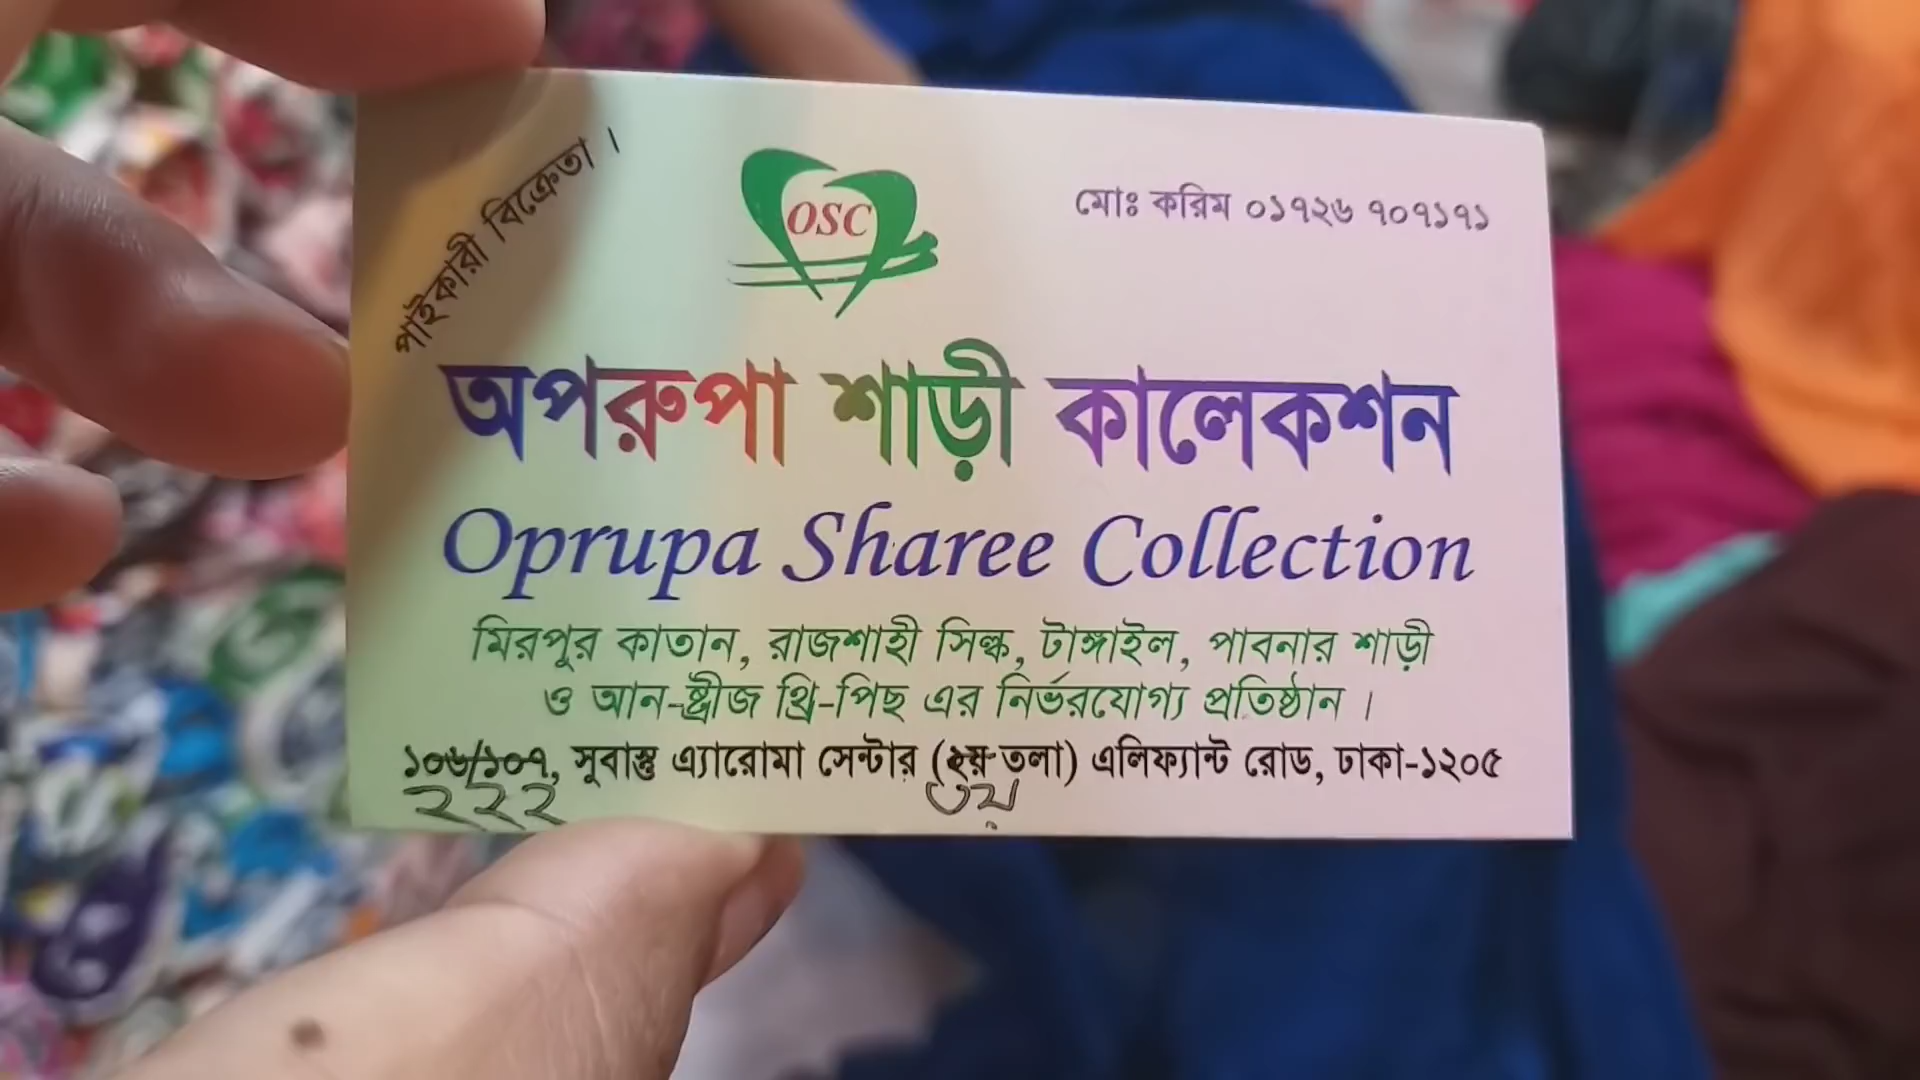 পাইকারী বিক্রেতা ।
OSC
মোঃ করিম ০১৭২৬ ৭০৭১৭১
অপরুপা শাড়ী কালেকশন
Oprupa Sharee Collection
মিরপুর কাতান, রাজশাহী সিল্ক, টাঙ্গাইল, পাবনার শাড়ী
ও আন-ষ্ট্রীজ থ্রি-পিছ এর নির্ভরযোগ্য প্রতিষ্ঠান ।
১০৬/১০৭, সুবাস্তু এ্যারোমা সেন্টার (২য় তলা) এলিফ্যান্ট রোড, ঢাকা-১২০৫
২২২ ৩য়